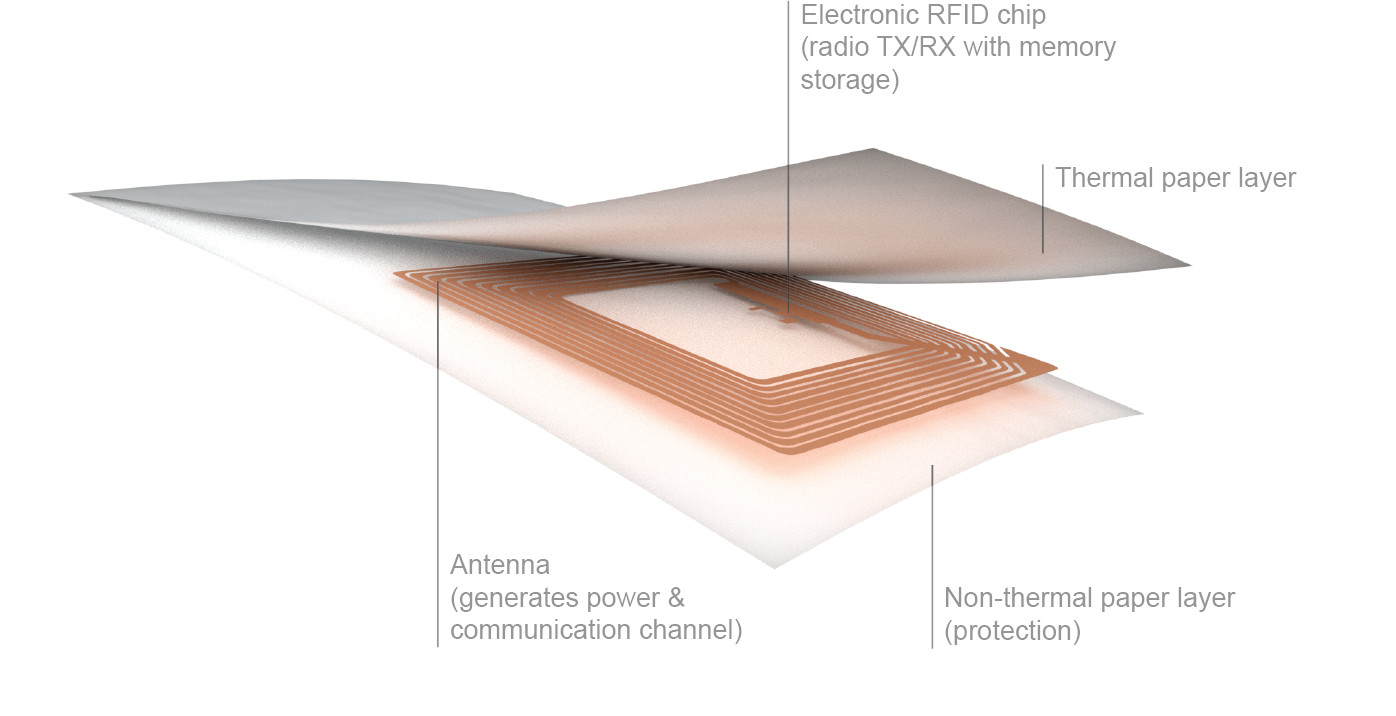 Electronic RFID chip
(radio TX/RX with memory
storage)
Thermal paper layer
Antenna
(generates power &
communication channel)
Non-thermal paper layer
(protection)